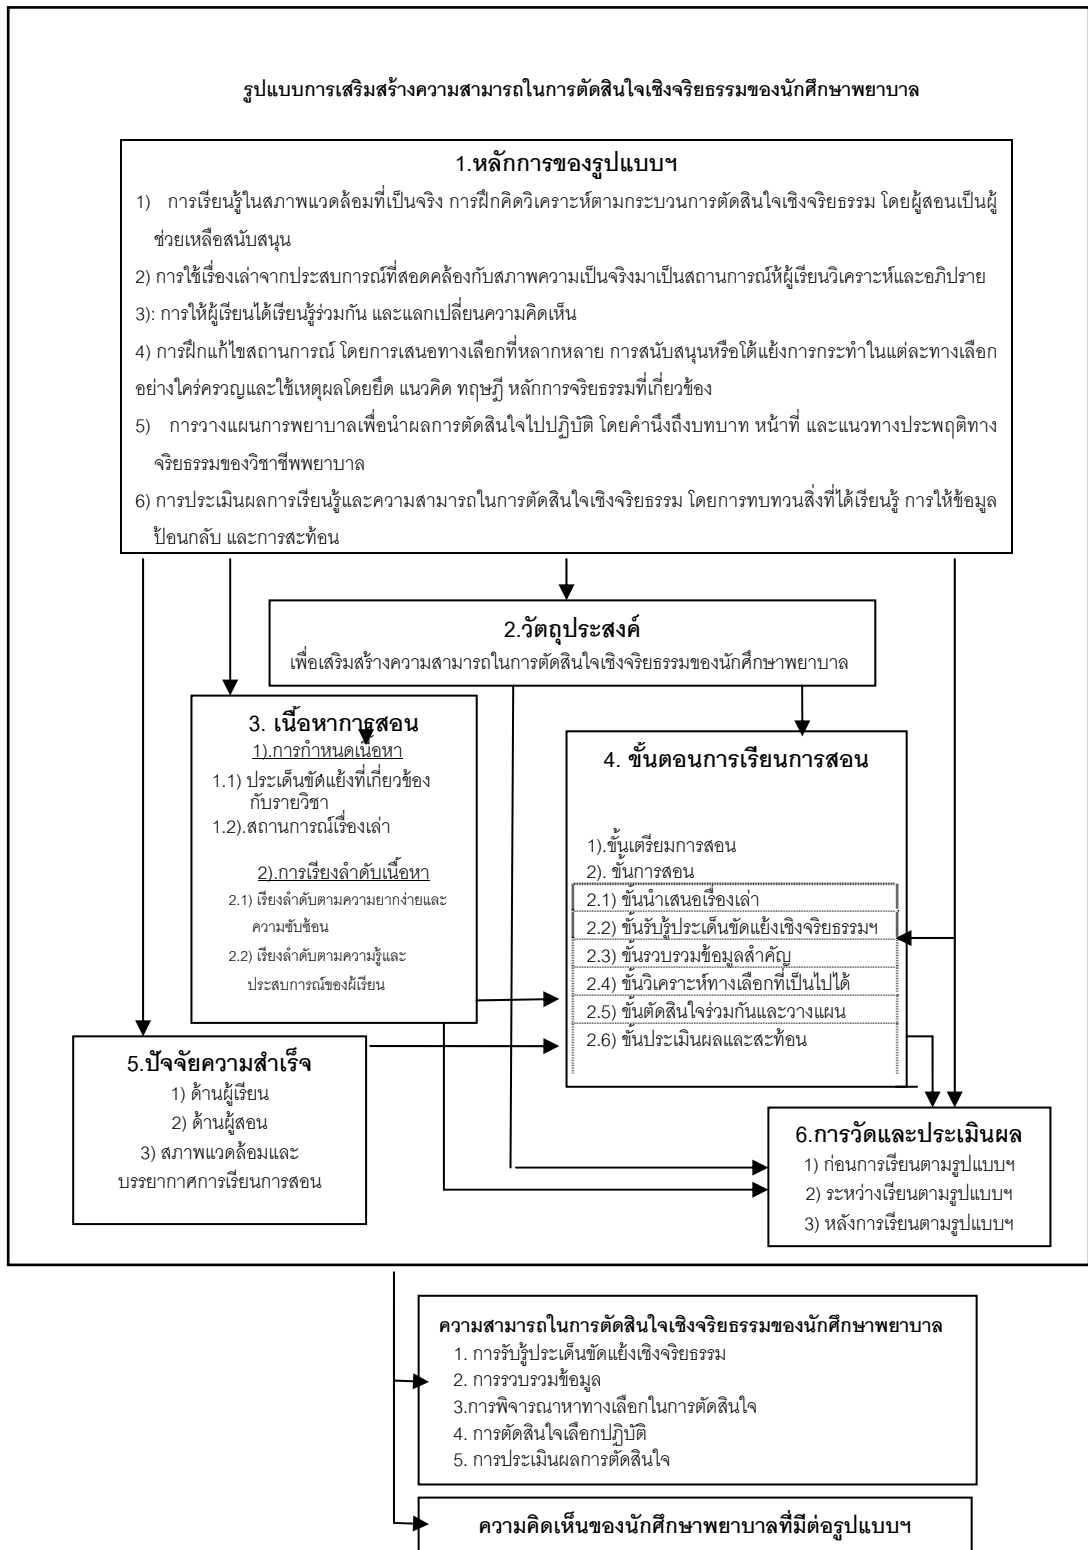 รูปแบบการเสริมสร้างความสามารถในการตัดสินใจเชิงจริยธรรมของนักศึกษาพยาบาล
1.หลักการของรูปแบบฯ
1) การเรียนรู้ในสภาพแวดล้อมที่เป็นจริง การฝึกคิดวิเคราะห์ตามกระบวนการตัดสินใจเชิงจริยธรรม โดยผู้สอนเป็นผู้
ช่วยเหลือสนับสนุน
2) การใช้เรื่องเล่าจากประสบการณ์ที่สอดคล้องกับสภาพความเป็นจริงมาเป็นสถานการณ์ให้ผู้เรียนวิเคราะห์และอภิปราย
3): การให้ผู้เรียนได้เรียนรู้ร่วมกัน และแลกเปลี่ยนความคิดเห็น
4) การฝึกแก้ไขสถานการณ์ โดยการเสนอทางเลือกที่หลากหลาย การสนับสนุนหรือโต้แย้งการกระทำในแต่ละทางเลือก
อย่างใคร่ครวญและใช้เหตุผลโดยยึด แนวคิด ทฤษฎี หลักการจริยธรรมที่เกี่ยวข้อง
5) การวางแผนการพยาบาลเพื่อนำผลการตัดสินใจไปปฏิบัติ โดยคำนึงถึงบทบาท หน้าที่ และแนวทางประพฤติทาง
จริยธรรมของวิชาชีพพยาบาล
6) การประเมินผลการเรียนรู้และความสามารถในการตัดสินใจเชิงจริยธรรม โดยการทบทวนสิ่งที่ได้เรียนรู้ การให้ข้อมูล
ป้อนกลับ และการสะท้อน
2.วัตถุประสงค์
เพื่อเสริมสร้างความสามารถในการตัดสินใจเชิงจริยธรรมของนักศึกษาพยาบาล
3. เนื้อหาการสอน
1).การกำหนดเนื้อหา
1.1) ประเด็นขัดแย้งที่เกี่ยวข้อง
กับรายวิชา
1.2).สถานการณ์เรื่องเล่า
2).การเรียงลำดับเนื้อหา
2.1) เรียงลำดับตามความยากง่ายและ
ความซับซ้อน
2.2) เรียงลำดับตามความรู้และ
ประสบการณ์ของผู้เรียน
4. ขั้นตอนการเรียนการสอน
1).ขั้นเตรียมการสอน
2). ขั้นการสอน
2.1) ขั้นนำเสนอเรื่องเล่า
2.2) ขั้นรับรู้ประเด็นขัดแย้งเชิงจริยธรรมฯ
2.3) ขั้นรวบรวมข้อมูลสำคัญ
2.4) ขั้นวิเคราะห์ทางเลือกที่เป็นไปได้
2.5) ขั้นตัดสินใจร่วมกันและวางแผน
2.6) ขั้นประเมินผลและสะท้อน
5.ปัจจัยความสำเร็จ
1) ด้านผู้เรียน
2) ด้านผู้สอน
3) สภาพแวดล้อมและ
บรรยากาศการเรียนการสอน
6.การวัดและประเมินผล
1) ก่อนการเรียนตามรูปแบบฯ
2) ระหว่างเรียนตามรูปแบบฯ
3) หลังการเรียนตามรูปแบบฯ
ความสามารถในการตัดสินใจเชิงจริยธรรมของนักศึกษาพยาบาล
1. การรับรู้ประเด็นขัดแย้งเชิงจริยธรรม
2. การรวบรวมข้อมูล
3.การพิจารณาหาทางเลือกในการตัดสินใจ
4. การตัดสินใจเลือกปฏิบัติ
5. การประเมินผลการตัดสินใจ
ความคิดเห็นของนักศึกษาพยาบาลที่มีต่อรูปแบบฯ